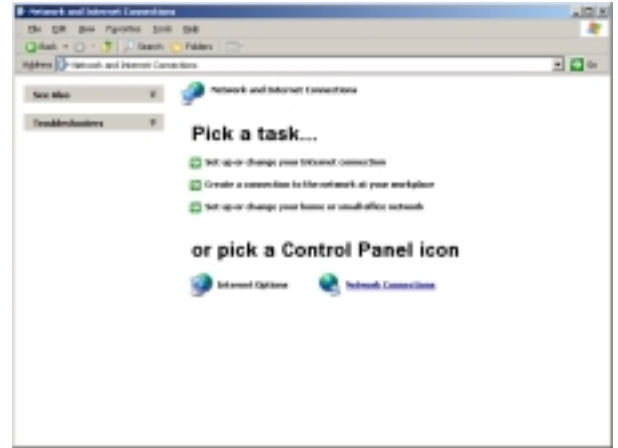 Network and Internet Connections
File Edit View Favorites Tools Help
Back Search Folders
Address Network and Internet Connections Go
See Also
Troubleshooters
Network and Internet Connections
Pick a task...
Set up or change your Internet connection
Create a connection to the network at your workplace
Set up or change your home or small office network
or pick a Control Panel icon
Internet Options Network Connections